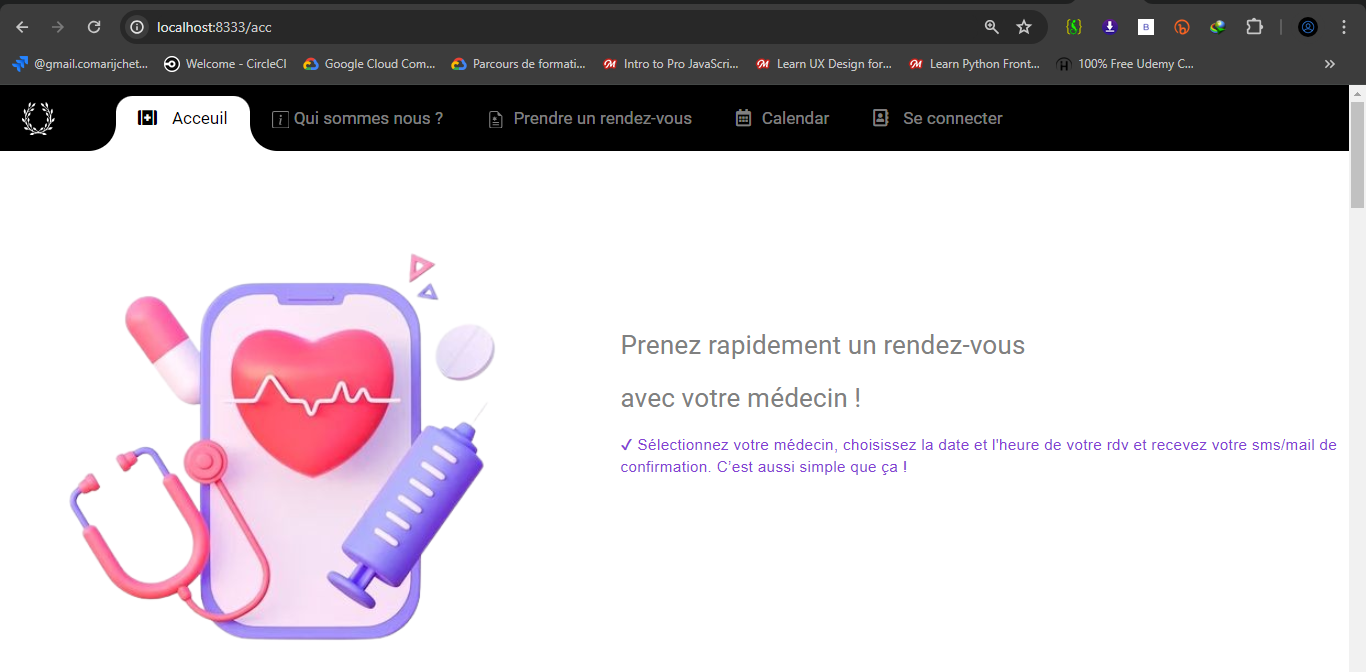 localhost:8333/acc
@gmail.comarijchet...
Welcome - CircleCI
Google Cloud Com...
Parcours de formati...
Intro to Pro JavaScri...
Learn UX Design for...
Learn Python Front...
100% Free Udemy C...
Acceuil
Qui sommes nous ?
Prendre un rendez-vous
Calendar
Se connecter
Prenez rapidement un rendez-vous
avec votre médecin !
✓ Sélectionnez votre médecin, choisissez la date et l'heure de votre rdv et recevez votre sms/mail de
confirmation. C’est aussi simple que ça !